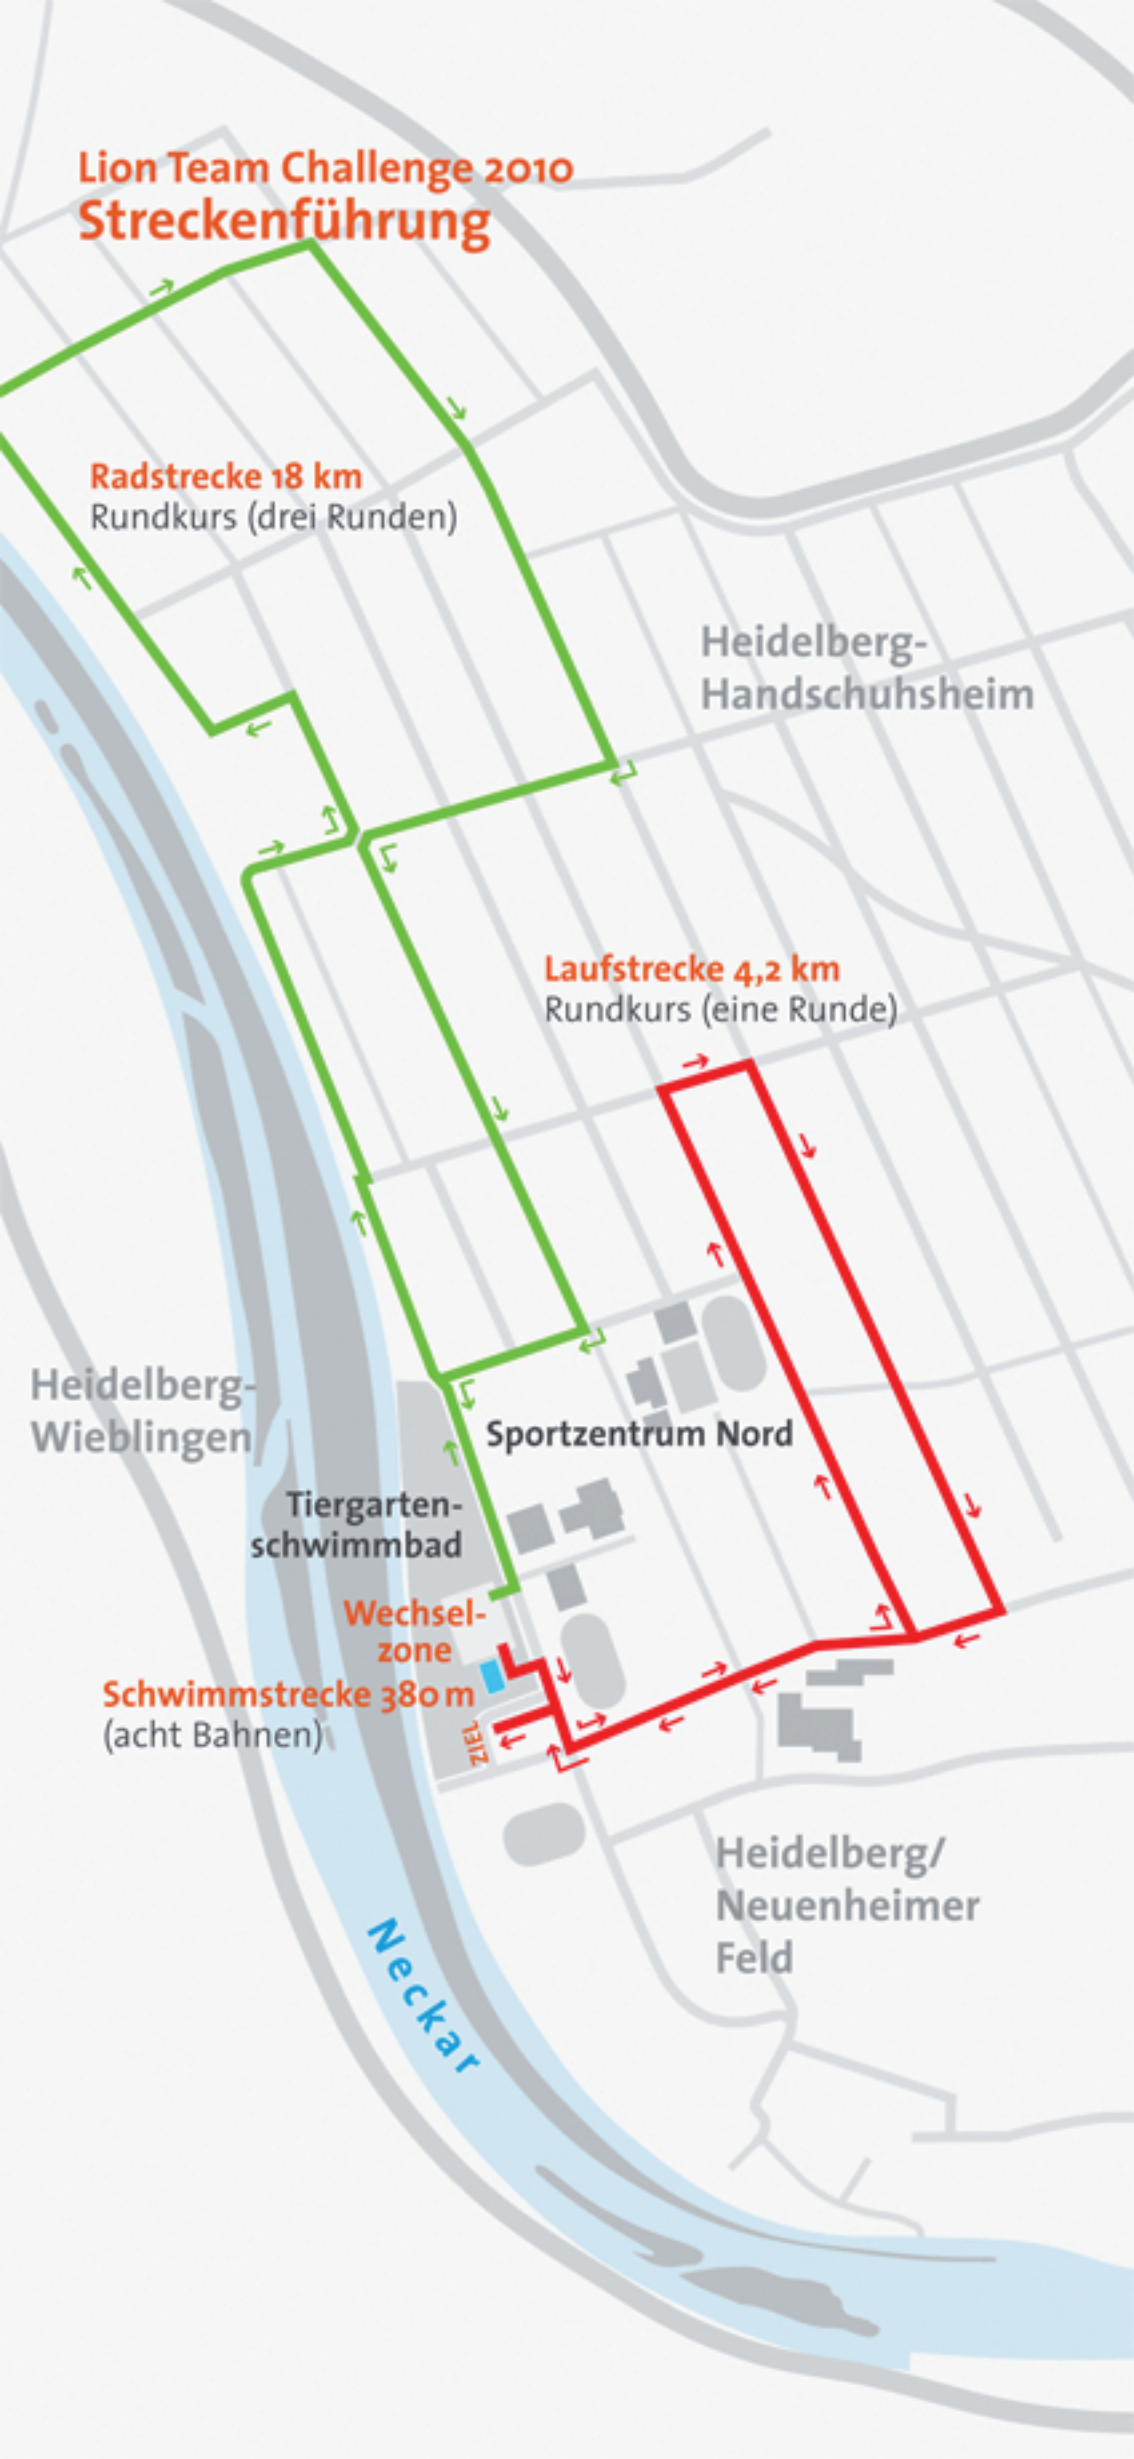 Lion Team Challenge 2010
Streckenführung
Radstrecke 18 km
Rundkurs (drei Runden)
Heidelberg-
Handschuhsheim
Laufstrecke 4,2 km
Rundkurs (eine Runde)
Heidelberg-
Wieblingen
Sportzentrum Nord
Tiergarten-
schwimmbad
Wechsel-
zone
Schwimmstrecke 380 m
(acht Bahnen)
ZIEL
Heidelberg/
Neuenheimer
Feld
Neckar